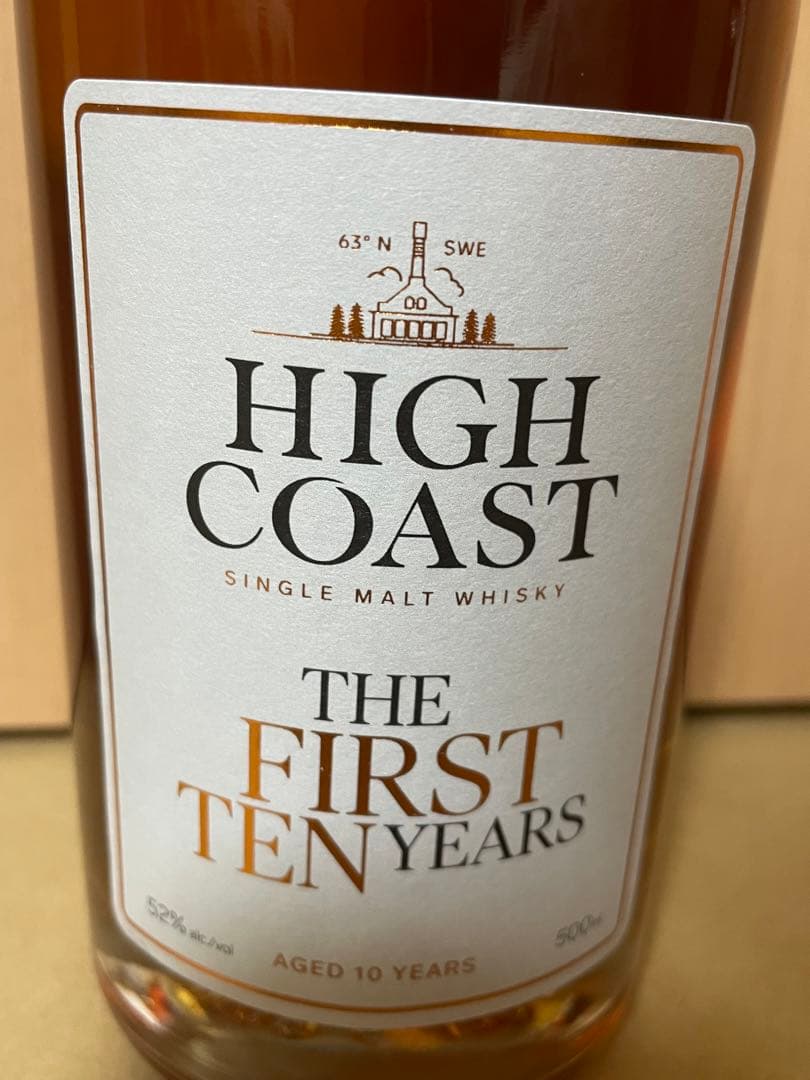 63° N SWE
HIGH
COAST
SINGLE MALT WHISKY
THE
FIRST
TEN YEARS
52% alc/vol 500ml
AGED 10 YEARS